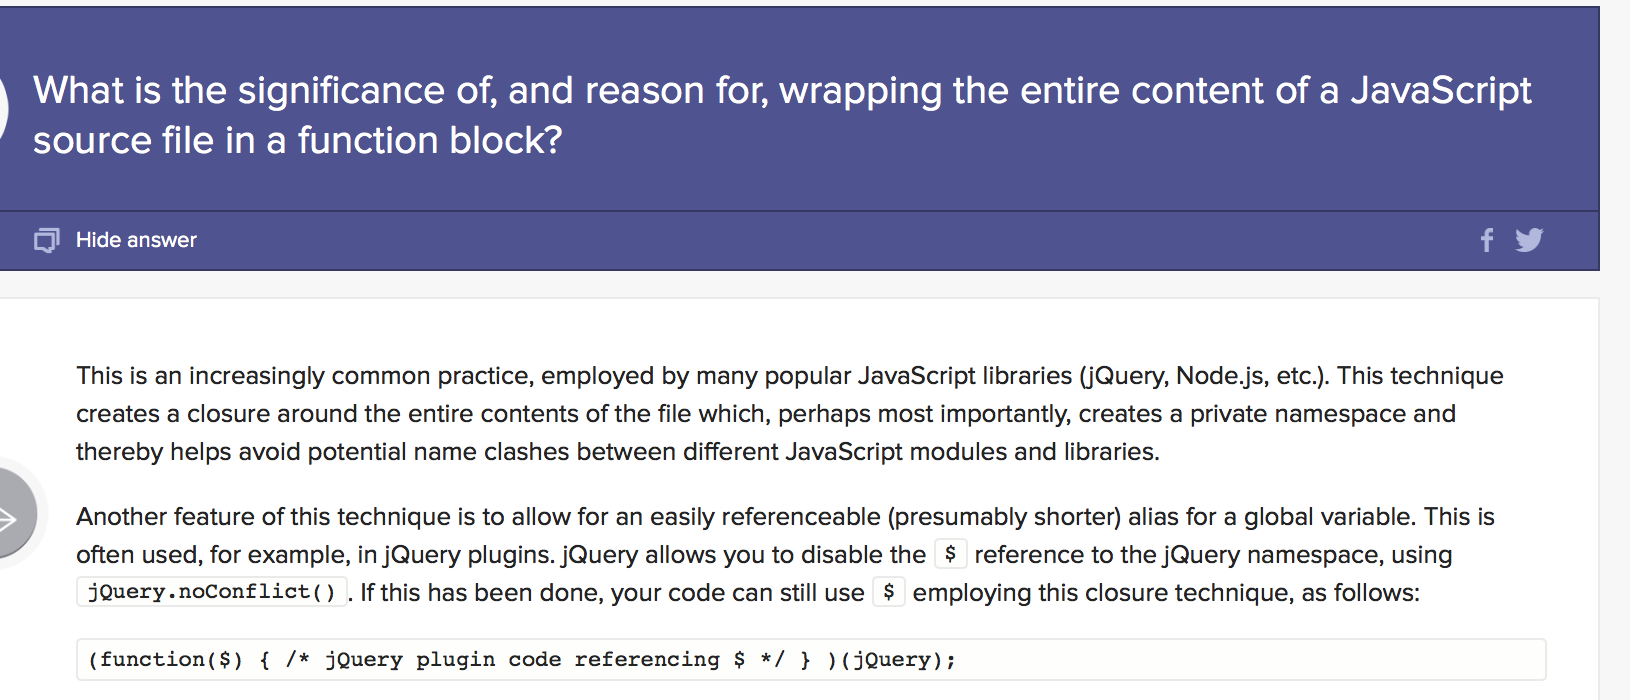 What is the significance of, and reason for, wrapping the entire content of a JavaScript
source file in a function block?
Hide answer
This is an increasingly common practice, employed by many popular JavaScript libraries (jQuery, Node.js, etc.). This technique
creates a closure around the entire contents of the file which, perhaps most importantly, creates a private namespace and
thereby helps avoid potential name clashes between different JavaScript modules and libraries.
Another feature of this technique is to allow for an easily referenceable (presumably shorter) alias for a global variable. This is
often used, for example, in jQuery plugins. jQuery allows you to disable the $ reference to the jQuery namespace, using
jQuery.noConflict() . If this has been done, your code can still use $ employing this closure technique, as follows:
(function($) { /* jQuery plugin code referencing $ */ } )(jQuery);